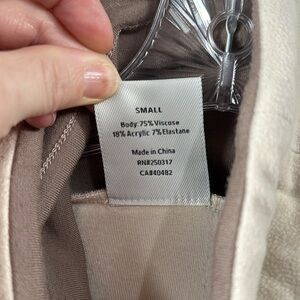 SMALL
Body: 75% Viscose
18% Acrylic 7% Elastane
Made in China
RN#250317
CA#40482